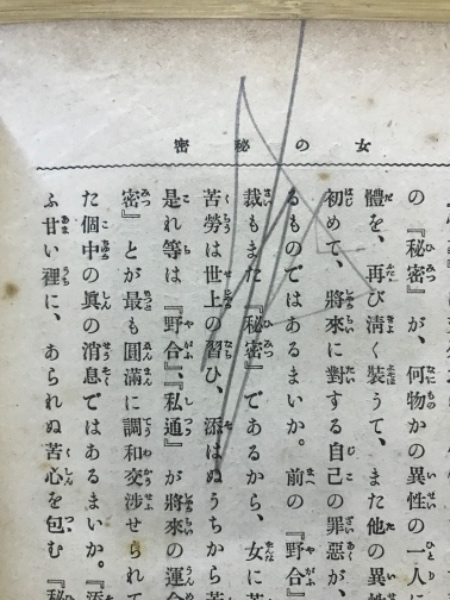 女の秘密
の『秘密』が、何物かの異性の一人に
體を、再び淸く裝うて、また他の異性
初めて、將來に對する自己の罪惡が、
るものではあるまいか。前の『野合』
裁もまた『秘密』であるから、女に苦
苦勞は世上の習ひ、添はぬうちから苦
是れ等は『野合』、『私通』が將來の運命
密』とが最も圓滿に調和交渉せられて
た個中の眞の消息ではあるまいか。『添
ふ甘い裡に、あられぬ苦心を包む『秘